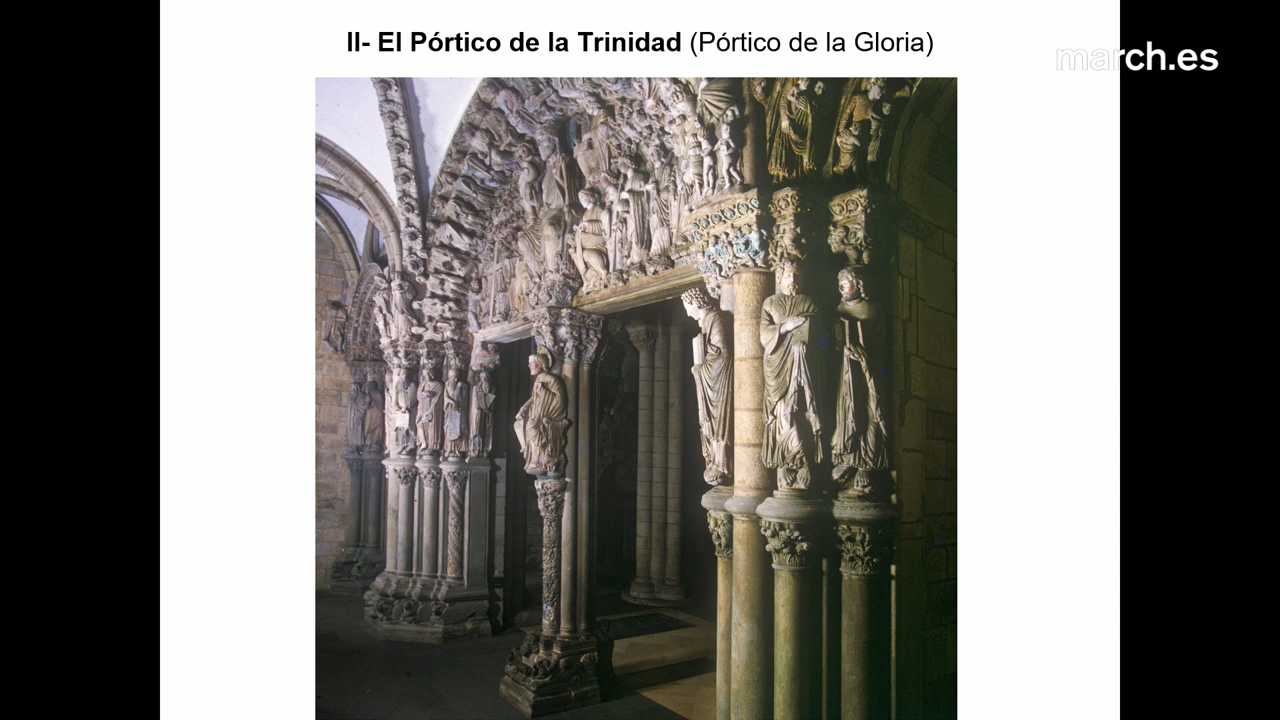 II- El Pórtico de la Trinidad (Pórtico de la Gloria)
march.es